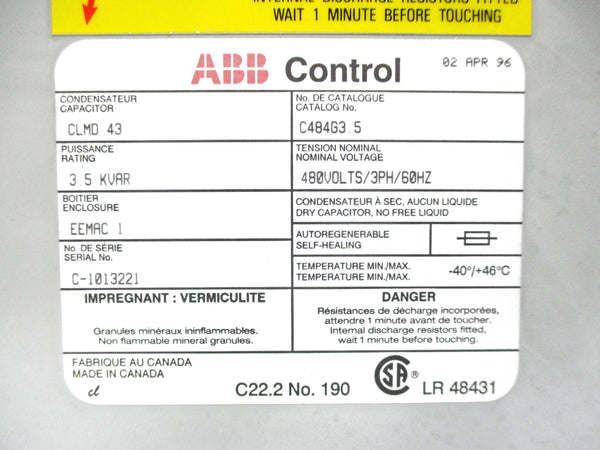 INTERNAL DISCHARGE RESISTORS FITTED
WAIT 1 MINUTE BEFORE TOUCHING
ABB Control
02 APR 96
CONDENSATEUR
CAPACITOR
CLMD 43
No. DE CATALOGUE
CATALOG No.
C484G3.5
PUISSANCE
RATING
3.5 KVAR
TENSION NOMINAL
NOMINAL VOLTAGE
480VOLTS/3PH/60HZ
BOITIER
ENCLOSURE
EEMAC 1
CONDENSATEUR À SEC, AUCUN LIQUIDE
DRY CAPACITOR, NO FREE LIQUID
AUTOREGENERABLE
SELF-HEALING
No. DE SÉRIE
SERIAL No.
C-1013221
TEMPERATURE MIN./MAX.
TEMPERATURE MIN./MAX.
-40°/+46°C
IMPREGNANT : VERMICULITE
Granules minéraux ininflammables.
Non flammable mineral granules.
DANGER
Résistances de décharge incorporées,
attendre 1 minute avant de toucher.
Internal discharge resistors fitted,
wait 1 minute before touching.
FABRIQUE AU CANADA
MADE IN CANADA
cl
C22.2 No. 190
CSA ®
LR 48431